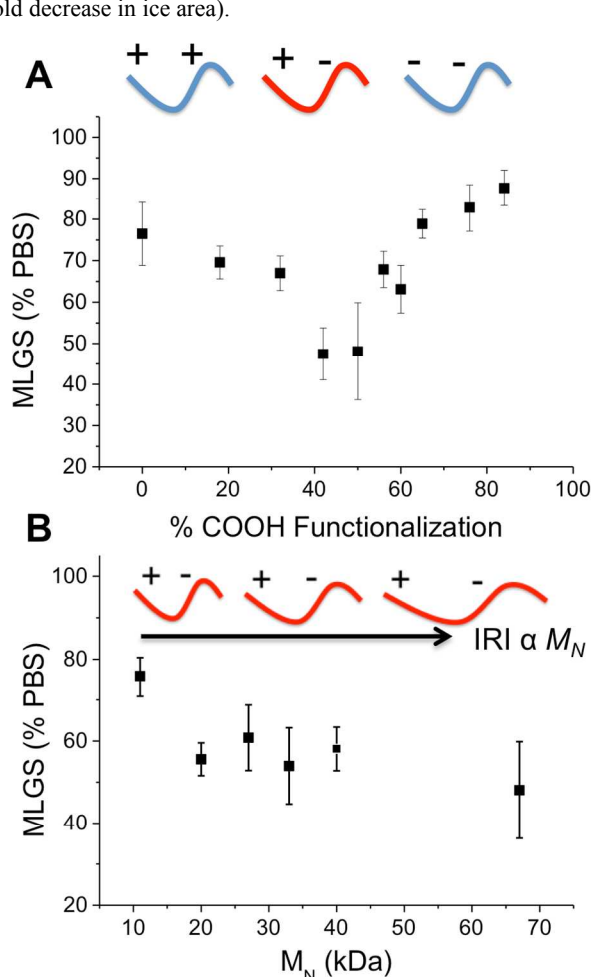 old decrease in ice area).
A
+ + + - - -
100
90
80
70
60
50
40
30
20
MLGS (% PBS)
0 20 40 60 80 100
% COOH Functionalization
B
+ - + - + -
IRI α M_N
100
80
60
40
20
MLGS (% PBS)
10 20 30 40 50 60 70
M_N (kDa)